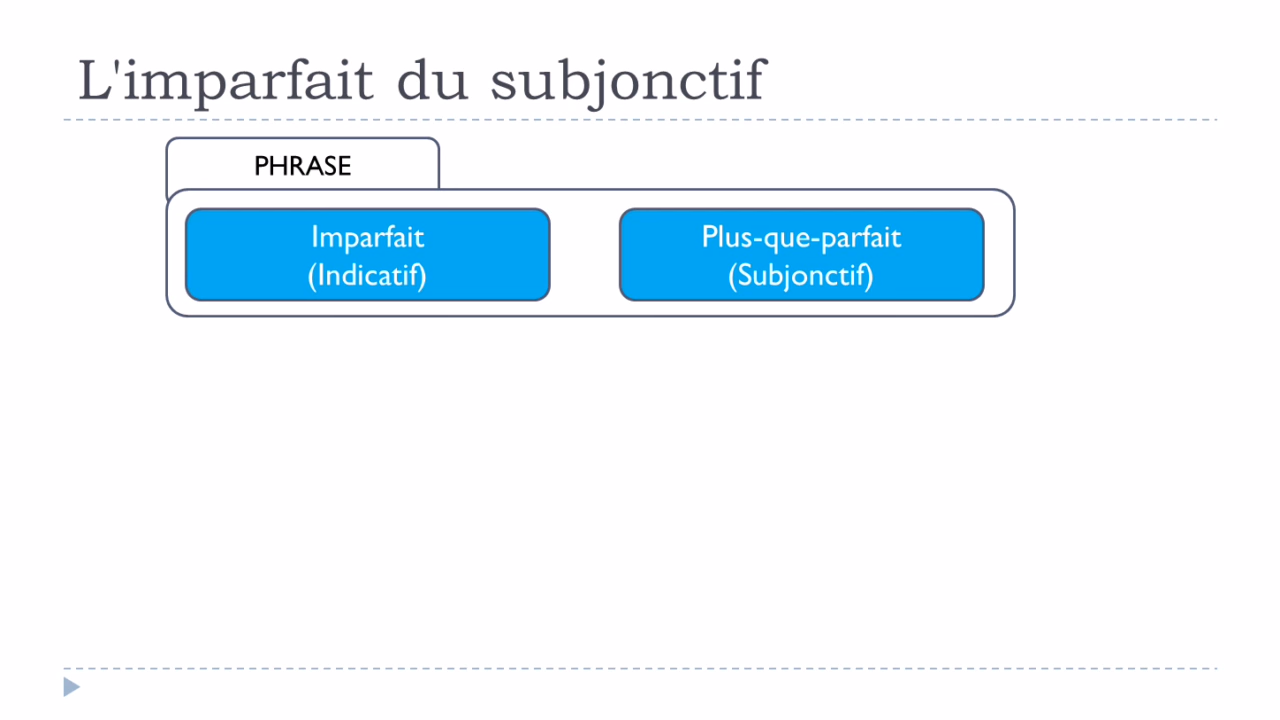 L'imparfait du subjonctif
PHRASE
Imparfait
(Indicatif)
Plus-que-parfait
(Subjonctif)